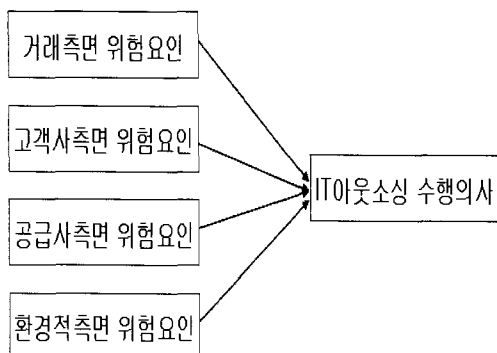 거래측면 위험요인
고객사측면 위험요인
IT아웃소싱 수행의사
공급사측면 위험요인
환경적측면 위험요인